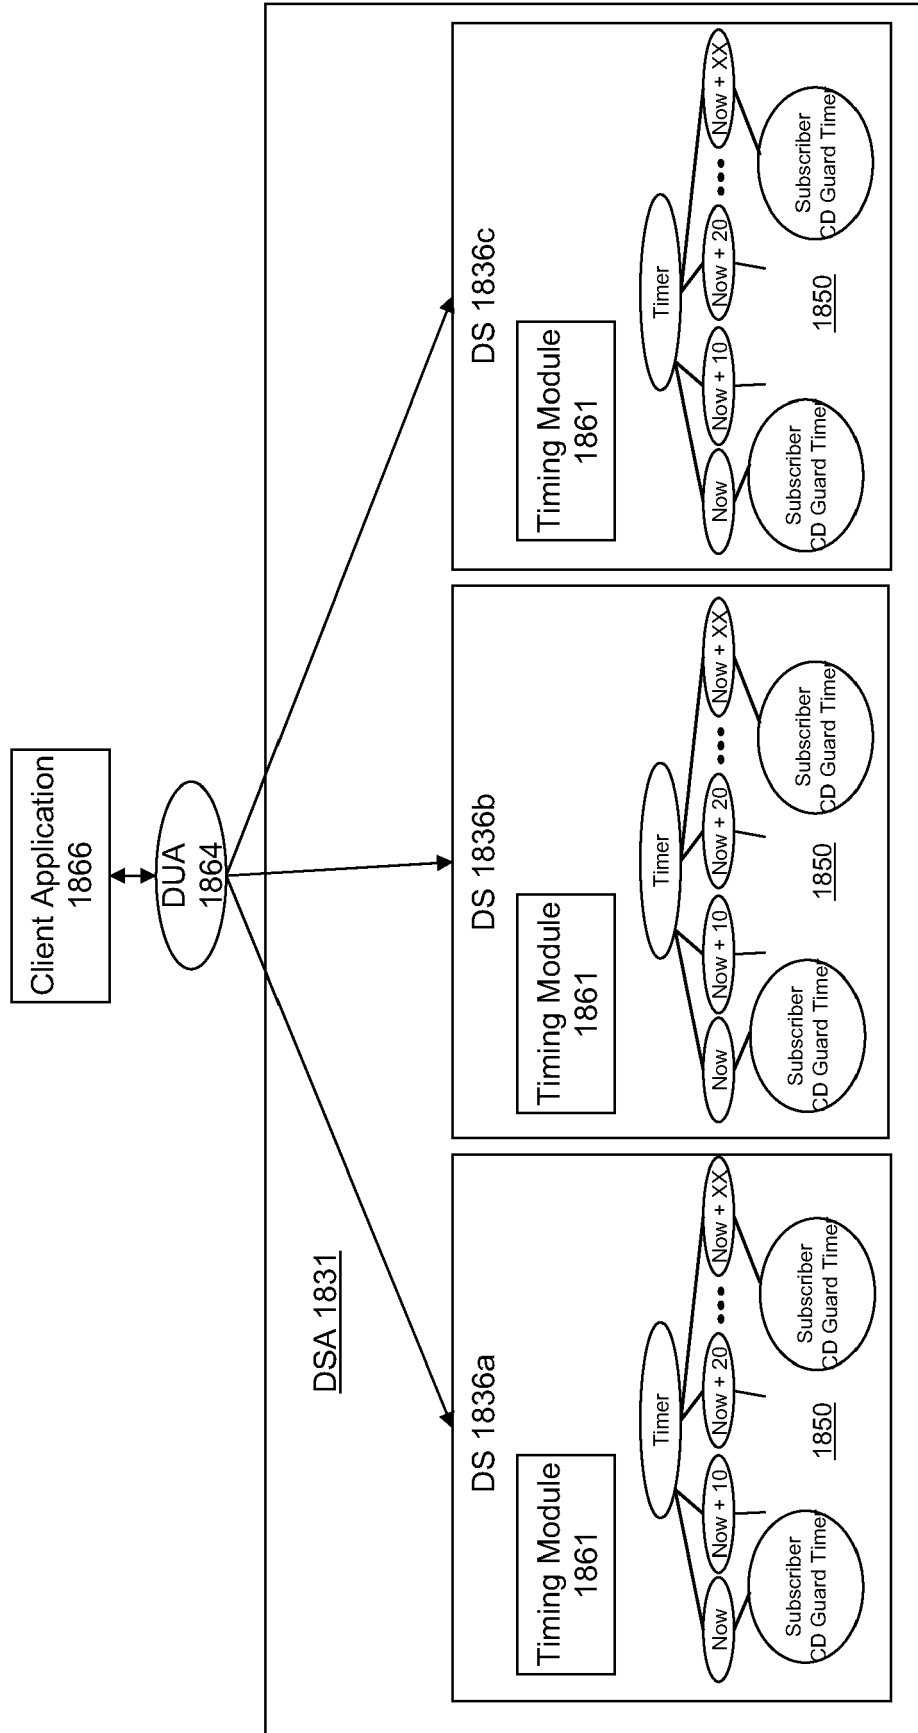 Client Application
1866
DUA
1864
DSA 1831
DS 1836a
Timing Module
1861
Timer
Now
Now + 10
Now + 20
Now + XX
Subscriber
CD Guard Timer
Subscriber
CD Guard Timer
1850
DS 1836b
Timing Module
1861
Timer
Now
Now + 10
Now + 20
Now + XX
Subscriber
CD Guard Timer
Subscriber
CD Guard Timer
1850
DS 1836c
Timing Module
1861
Timer
Now
Now + 10
Now + 20
Now + XX
Subscriber
CD Guard Timer
Subscriber
CD Guard Timer
1850